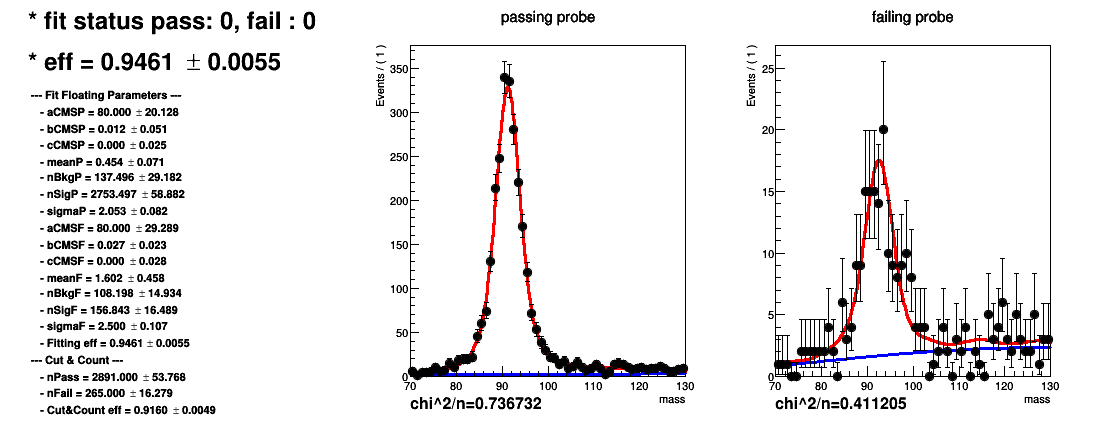 * fit status pass: 0, fail : 0
* eff = 0.9461 ± 0.0055
--- Fit Floating Parameters ---
- aCMSP = 80.000 ± 20.128
- bCMSP = 0.012 ± 0.051
- cCMSP = 0.000 ± 0.025
- meanP = 0.454 ± 0.071
- nBkgP = 137.496 ± 29.182
- nSigP = 2753.497 ± 58.882
- sigmaP = 2.053 ± 0.082
- aCMSF = 80.000 ± 29.289
- bCMSF = 0.027 ± 0.023
- cCMSF = 0.000 ± 0.028
- meanF = 1.602 ± 0.458
- nBkgF = 108.198 ± 14.934
- nSigF = 156.843 ± 16.489
- sigmaF = 2.500 ± 0.107
- Fitting eff = 0.9461 ± 0.0055
--- Cut & Count ---
- nPass = 2891.000 ± 53.768
- nFail = 265.000 ± 16.279
- Cut&Count eff = 0.9160 ± 0.0049
passing probe
Events / ( 1 )
350
300
250
200
150
100
50
0
70 80 90 100 110 120 130
mass
chi^2/n=0.736732
failing probe
Events / ( 1 )
25
20
15
10
5
0
70 80 90 100 110 120 130
mass
chi^2/n=0.411205